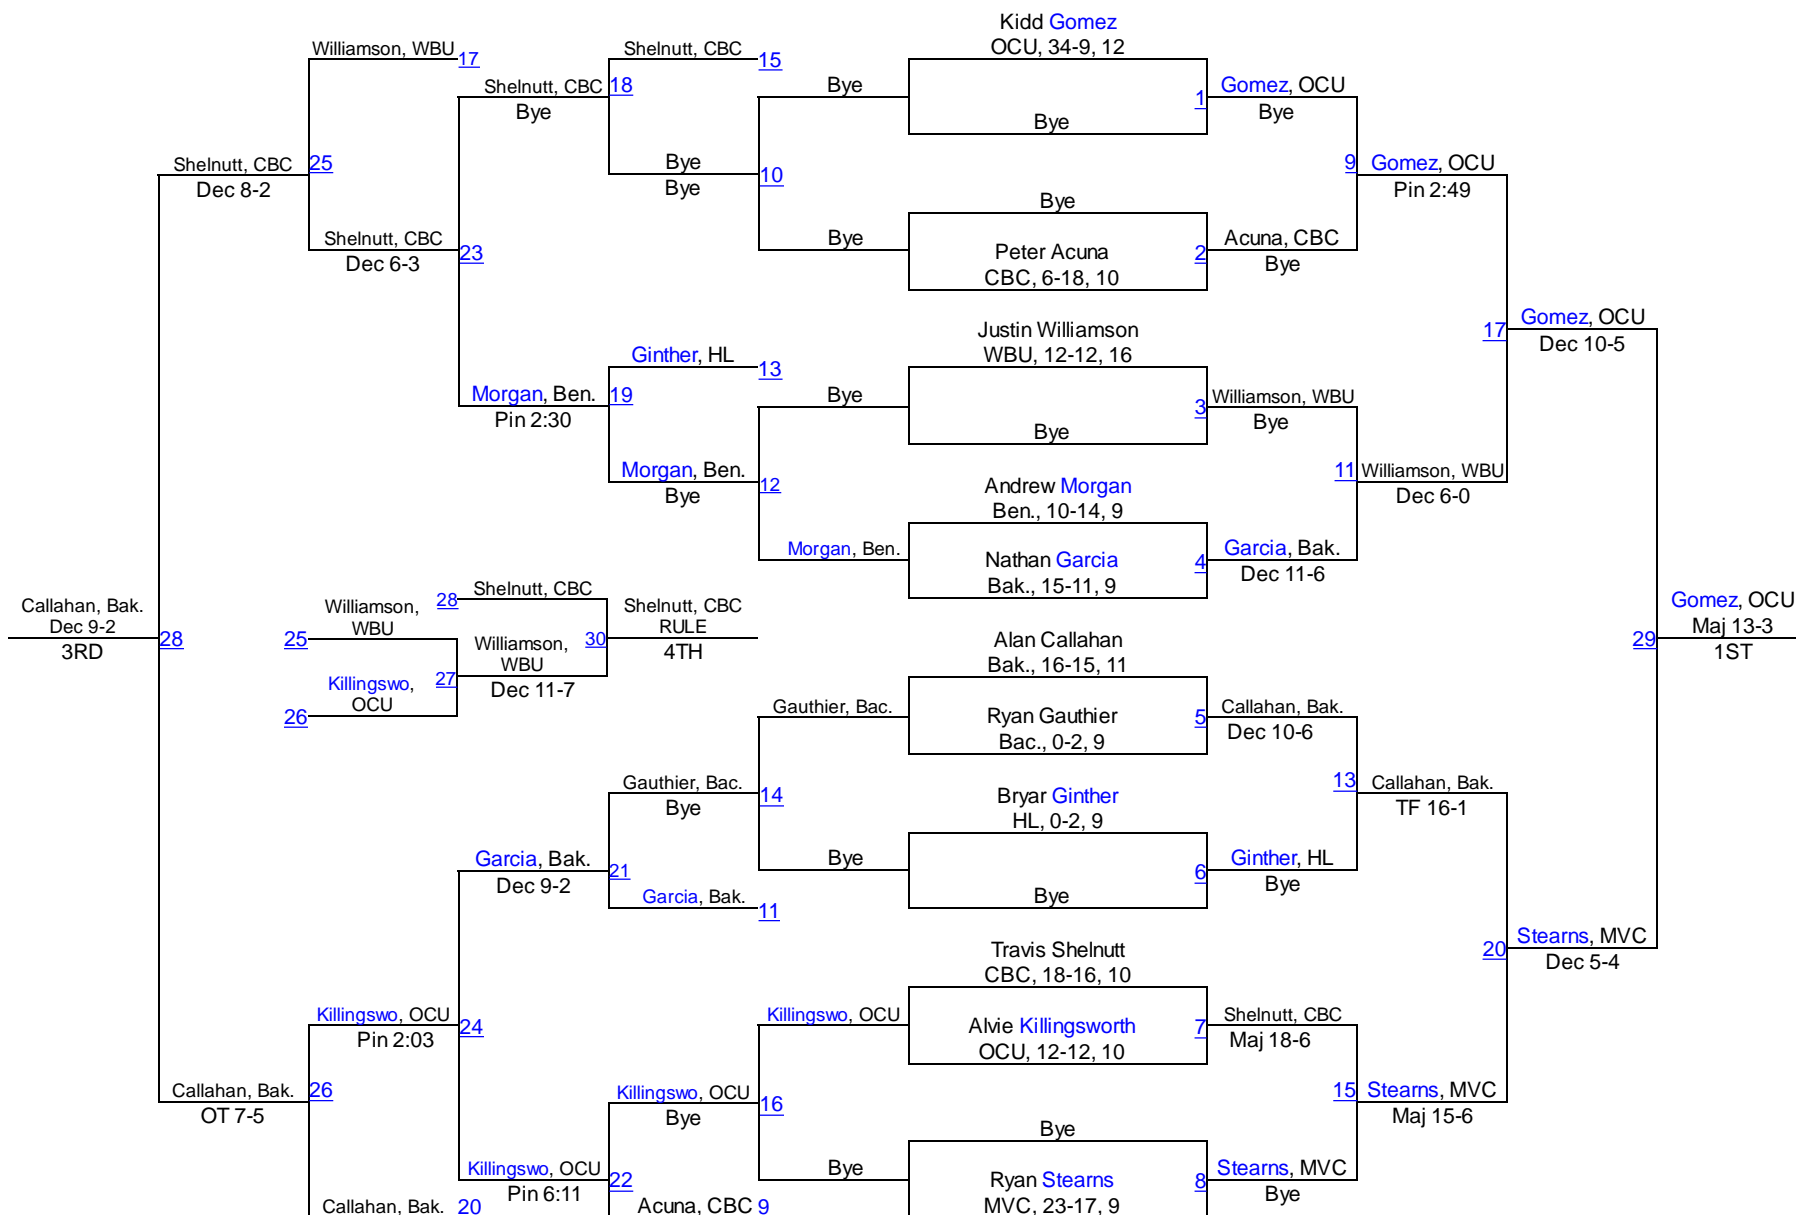 Kidd Gomez
OCU, 34-9, 12
Williamson, WBU
17
Shelnutt, CBC
15
Shelnutt, CBC
18
Bye
Bye
1
Gomez, OCU
Bye
Bye
Bye
Shelnutt, CBC
25
Dec 8-2
Bye
10
Bye
9
Gomez, OCU
Pin 2:49
Bye
Shelnutt, CBC
23
Dec 6-3
Bye
Peter Acuna
CBC, 6-18, 10
2
Acuna, CBC
Bye
Justin Williamson
WBU, 12-12, 16
17
Gomez, OCU
Dec 10-5
Ginther, HL
13
Morgan, Ben.
19
Pin 2:30
Bye
3
Williamson, WBU
Bye
Bye
Morgan, Ben.
12
Bye
11
Williamson, WBU
Dec 6-0
Andrew Morgan
Ben., 10-14, 9
Morgan, Ben.
Nathan Garcia
Bak., 15-11, 9
4
Garcia, Bak.
Dec 11-6
Callahan, Bak.
Dec 9-2
28
3RD
Williamson,
WBU
25
28
Shelnutt, CBC
Williamson,
WBU
27
Dec 11-7
Killingswo,
OCU
26
30
Shelnutt, CBC
RULE
4TH
Gomez, OCU
Maj 13-3
29
1ST
Alan Callahan
Bak., 16-15, 11
Gauthier, Bac.
Ryan Gauthier
Bac., 0-2, 9
5
Callahan, Bak.
Dec 10-6
Gauthier, Bac.
14
Bye
Bryar Ginther
HL, 0-2, 9
13
Callahan, Bak.
TF 16-1
Garcia, Bak.
21
Dec 9-2
Bye
Bye
6
Ginther, HL
Bye
Garcia, Bak.
11
Travis Shelnutt
CBC, 18-16, 10
20
Stearns, MVC
Dec 5-4
Killingswo, OCU
24
Pin 2:03
Killingswo, OCU
Alvie Killingsworth
OCU, 12-12, 10
7
Shelnutt, CBC
Maj 18-6
Callahan, Bak.
26
OT 7-5
Killingswo, OCU
16
Bye
15
Stearns, MVC
Maj 15-6
Bye
Killingswo, OCU
22
Pin 6:11
Bye
Ryan Stearns
MVC, 23-17, 9
8
Stearns, MVC
Bye
Callahan, Bak.
20
Acuna, CBC
9